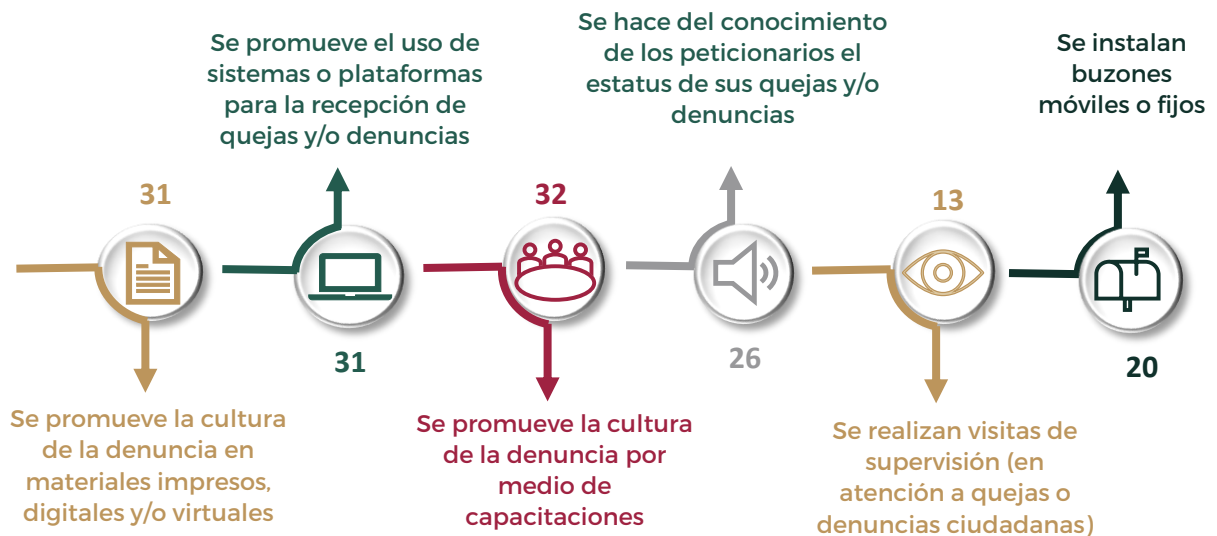 31
Se promueve la cultura
de la denuncia en
materiales impresos,
digitales y/o virtuales
Se promueve el uso de
sistemas o plataformas
para la recepción de
quejas y/o denuncias
31
32
Se promueve la cultura
de la denuncia por
medio de
capacitaciones
Se hace del conocimiento
de los peticionarios el
estatus de sus quejas y/o
denuncias
26
13
Se realizan visitas de
supervisión (en
atención a quejas o
denuncias ciudadanas)
Se instalan
buzones
móviles o fijos
20